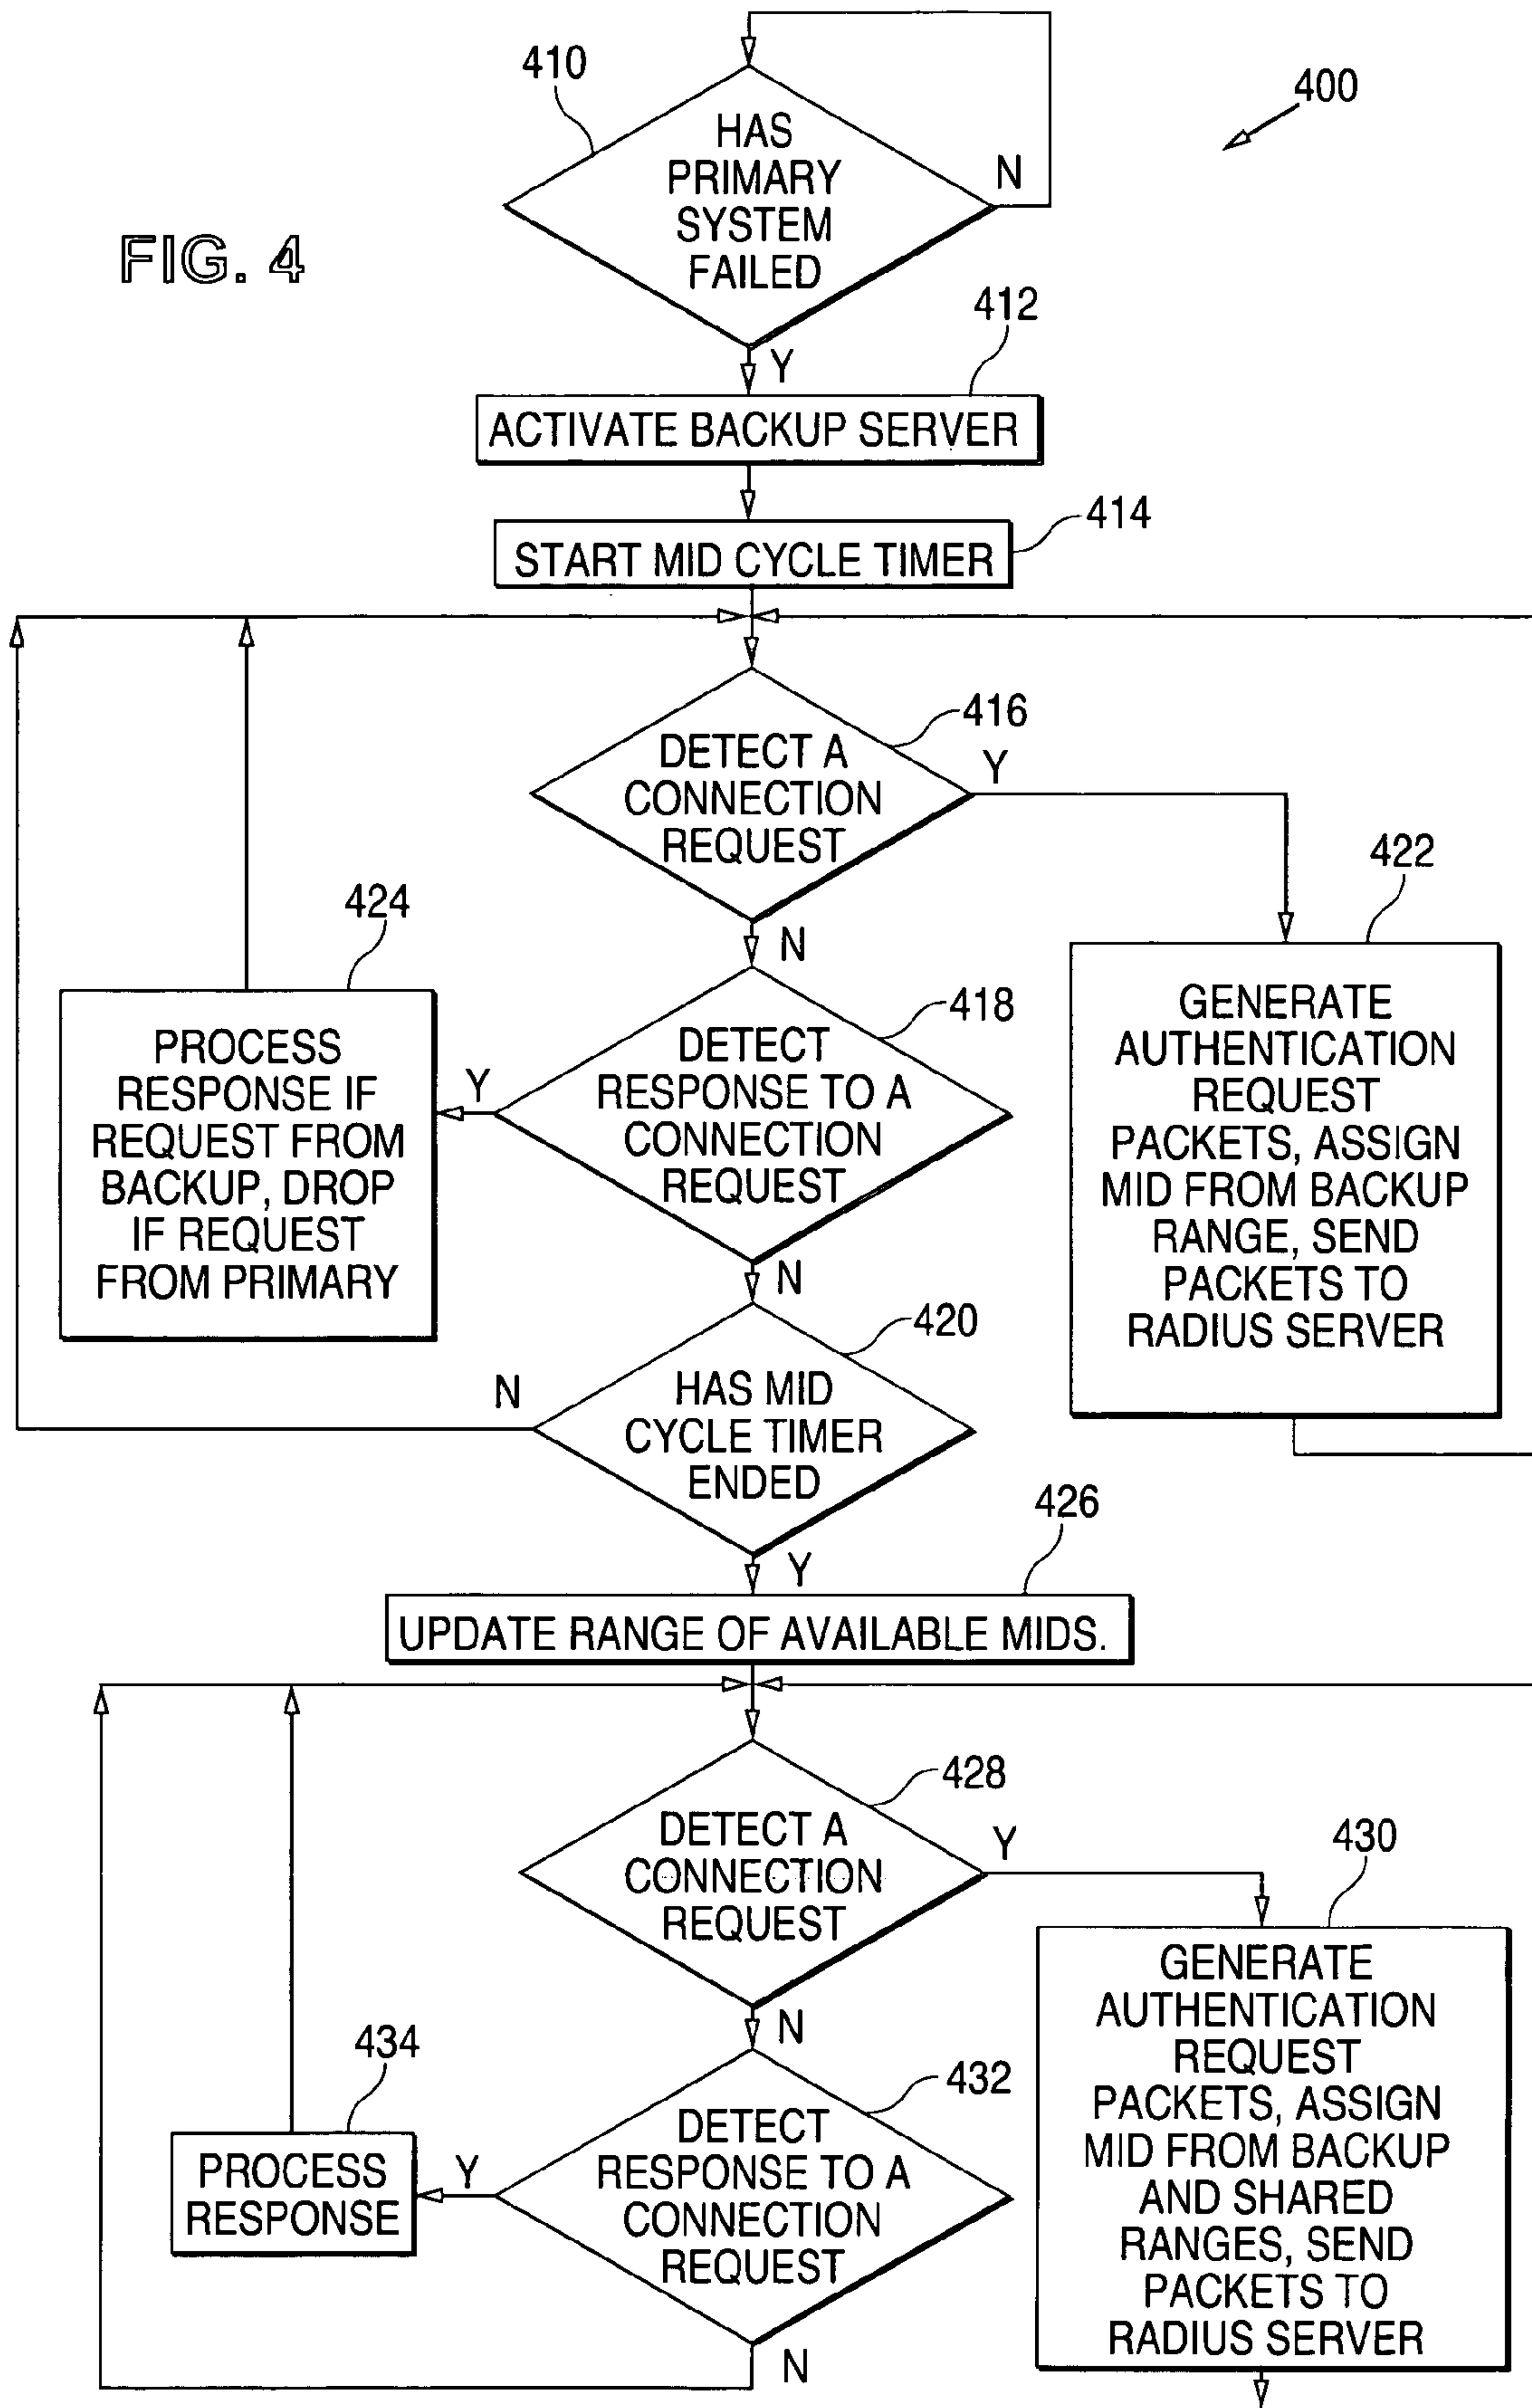 410
400
HAS
PRIMARY
SYSTEM
FAILED
N
FIG. 4
412
Y
ACTIVATE BACKUP SERVER
414
START MID CYCLE TIMER
416
DETECT A
CONNECTION
REQUEST
Y
422
424
N
GENERATE
AUTHENTICATION
REQUEST
PACKETS, ASSIGN
MID FROM BACKUP
RANGE, SEND
PACKETS TO
RADIUS SERVER
418
DETECT
RESPONSE TO A
CONNECTION
REQUEST
Y
PROCESS
RESPONSE IF
REQUEST FROM
BACKUP, DROP
IF REQUEST
FROM PRIMARY
N
420
HAS MID
CYCLE TIMER
ENDED
N
426
Y
UPDATE RANGE OF AVAILABLE MIDS.
428
DETECT A
CONNECTION
REQUEST
Y
430
GENERATE
AUTHENTICATION
REQUEST
PACKETS, ASSIGN
MID FROM BACKUP
AND SHARED
RANGES, SEND
PACKETS TO
RADIUS SERVER
N
434
432
DETECT
RESPONSE TO A
CONNECTION
REQUEST
Y
PROCESS
RESPONSE
N